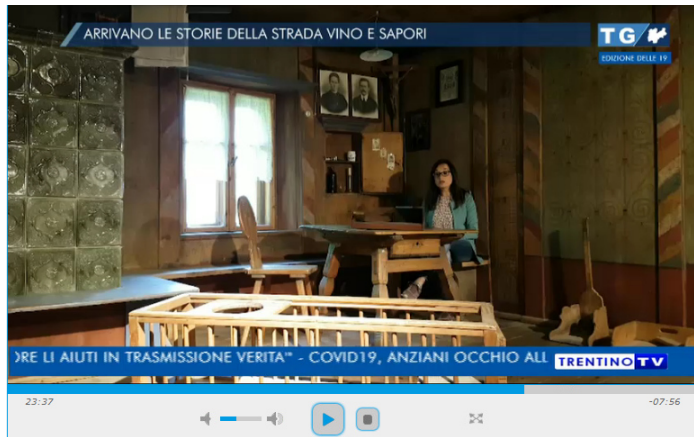 ARRIVANO LE STORIE DELLA STRADA VINO E SAPORI
TG
EDIZIONE DELLE 19
ORE LI AIUTI IN TRASMISSIONE VERITA'" - COVID19, ANZIANI OCCHIO ALL
TRENTINO TV
23:37
-07:56